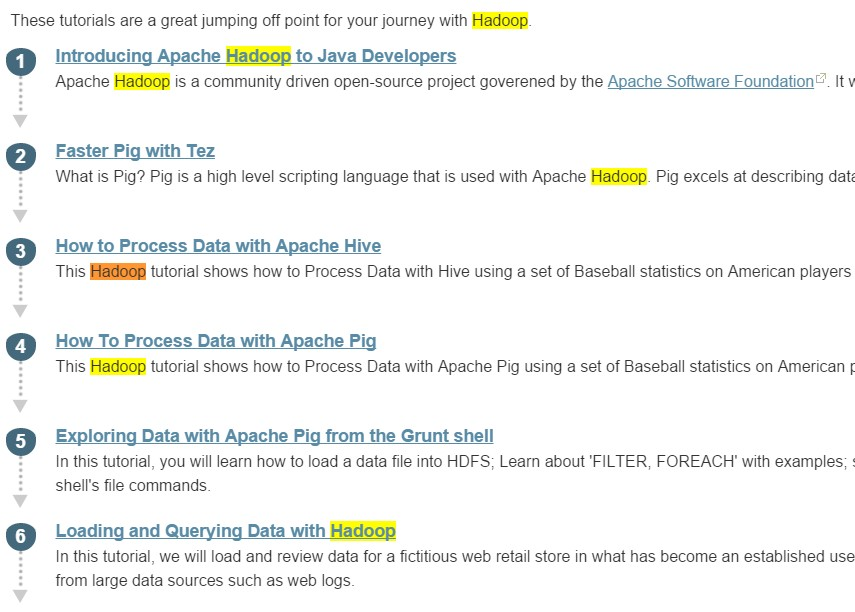 These tutorials are a great jumping off point for your journey with Hadoop.
1 Introducing Apache Hadoop to Java Developers
Apache Hadoop is a community driven open-source project goverened by the Apache Software Foundation. It
2 Faster Pig with Tez
What is Pig? Pig is a high level scripting language that is used with Apache Hadoop. Pig excels at describing data
3 How to Process Data with Apache Hive
This Hadoop tutorial shows how to Process Data with Hive using a set of Baseball statistics on American players
4 How To Process Data with Apache Pig
This Hadoop tutorial shows how to Process Data with Apache Pig using a set of Baseball statistics on American
5 Exploring Data with Apache Pig from the Grunt shell
In this tutorial, you will learn how to load a data file into HDFS; Learn about 'FILTER, FOREACH' with examples;
shell's file commands.
6 Loading and Querying Data with Hadoop
In this tutorial, we will load and review data for a fictitious web retail store in what has become an established use
from large data sources such as web logs.